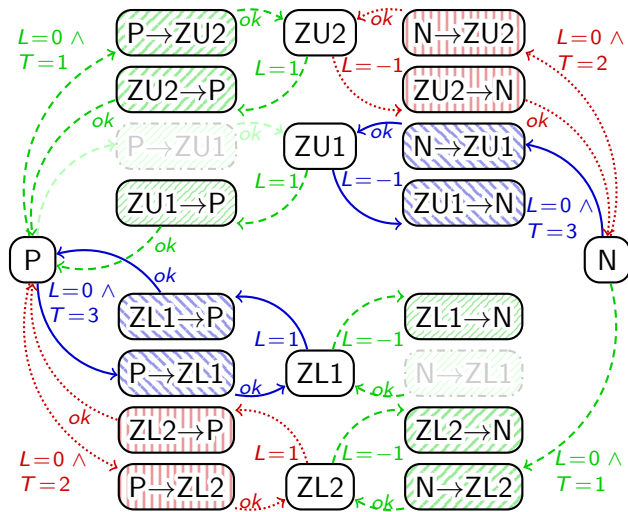 P→ZU2
ok
ZU2
ok
N→ZU2
L=0 ∧
T=1
L=0 ∧
T=2
ZU2→P
L=1
L=−1
ZU2→N
ok
ok
P→ZU1
ok
ZU1
ok
N→ZU1
ZU1→P
L=1
L=−1
ZU1→N
L=0 ∧
T=3
ok
P
N
ok
L=0 ∧
T=3
ZL1→P
L=1
L=−1
ZL1→N
P→ZL1
ok
ZL1
ok
N→ZL1
ok
ZL2→P
L=1
L=−1
ZL2→N
L=0 ∧
T=2
L=0 ∧
T=1
P→ZL2
ok
ZL2
ok
N→ZL2